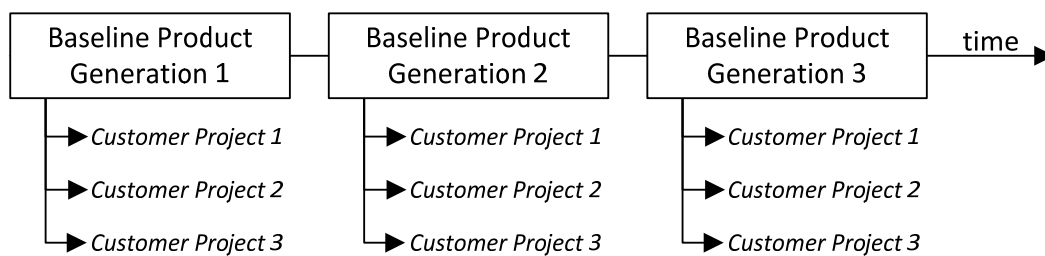 Baseline Product
Generation 1
Baseline Product
Generation 2
Baseline Product
Generation 3
time
Customer Project 1
Customer Project 2
Customer Project 3
Customer Project 1
Customer Project 2
Customer Project 3
Customer Project 1
Customer Project 2
Customer Project 3